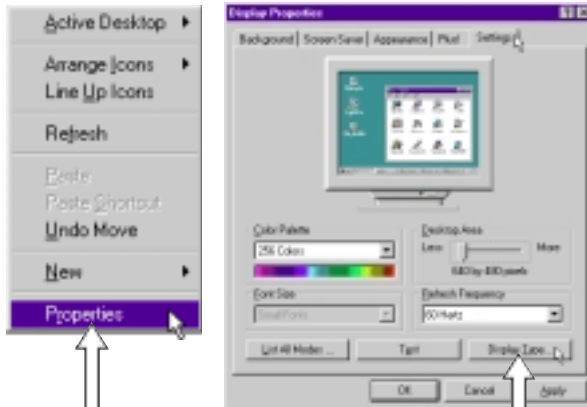 Active Desktop
Arrange Icons
Line Up Icons
Refresh
Paste
Paste Shortcut
Undo Move
New
Properties
Display Properties
Background Screen Saver Appearance Plus! Settings
Color Palette
256 Colors
Desktop Area
Less More
640 by 480 pixels
Font Size
Small Fonts
Refresh Frequency
60 Hertz
List All Modes ... Test Display Type...
OK Cancel Apply